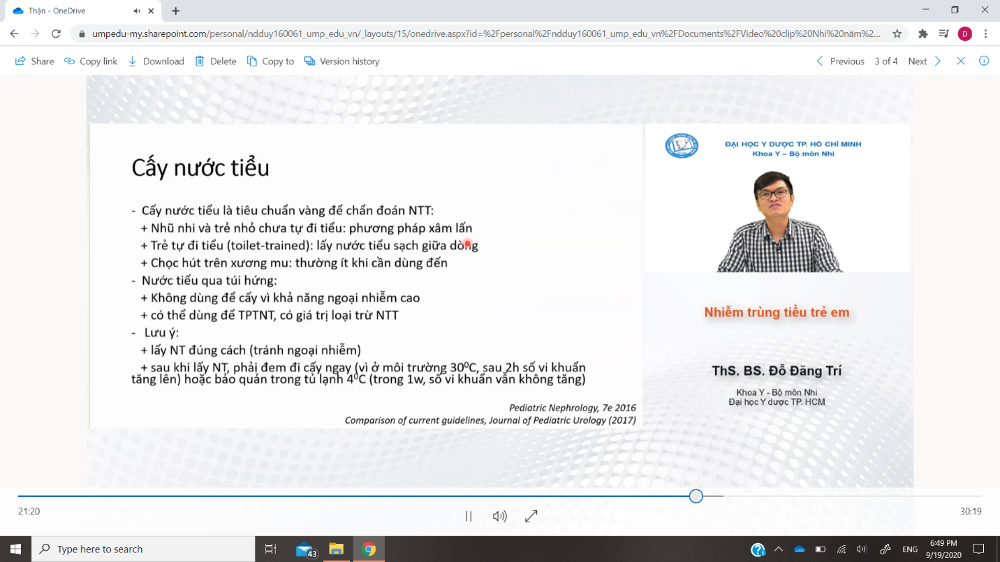 Thận - OneDrive
umpedu-my.sharepoint.com/personal/ndduy160061_ump_edu_vn/_layouts/15/onedrive.aspx?id=%2Fpersonal%2Fndduy160061_ump_edu_vn%2FDocuments%2FVideo%20clip%20Nhi%20năm%2...
D
Share Copy link Download Delete Copy to Version history Previous 3 of 4 Next
Cấy nước tiểu
- Cấy nước tiểu là tiêu chuẩn vàng để chẩn đoán NTT:
+ Nhũ nhi và trẻ nhỏ chưa tự đi tiểu: phương pháp xâm lấn
+ Trẻ tự đi tiểu (toilet-trained): lấy nước tiểu sạch giữa dòng
+ Chọc hút trên xương mu: thường ít khi cần dùng đến
- Nước tiểu qua túi hứng:
+ Không dùng để cấy vì khả năng ngoại nhiễm cao
+ có thể dùng để TPTNT, có giá trị loại trừ NTT
- Lưu ý:
+ lấy NT đúng cách (tránh ngoại nhiễm)
+ sau khi lấy NT, phải đem đi cấy ngay (vì ở môi trường 30⁰C, sau 2h số vi khuẩn
tăng lên) hoặc bảo quản trong tủ lạnh 4⁰C (trong 1w, số vi khuẩn vẫn không tăng)
Pediatric Nephrology, 7e 2016
Comparison of current guidelines, Journal of Pediatric Urology (2017)
ĐẠI HỌC Y DƯỢC TP. HỒ CHÍ MINH
Khoa Y – Bộ môn Nhi
Nhiễm trùng tiểu trẻ em
ThS. BS. Đỗ Đăng Trí
Khoa Y - Bộ môn Nhi
Đại học Y dược TP. HCM
21:20
30:19
Type here to search
43
ENG
6:49 PM
9/19/2020